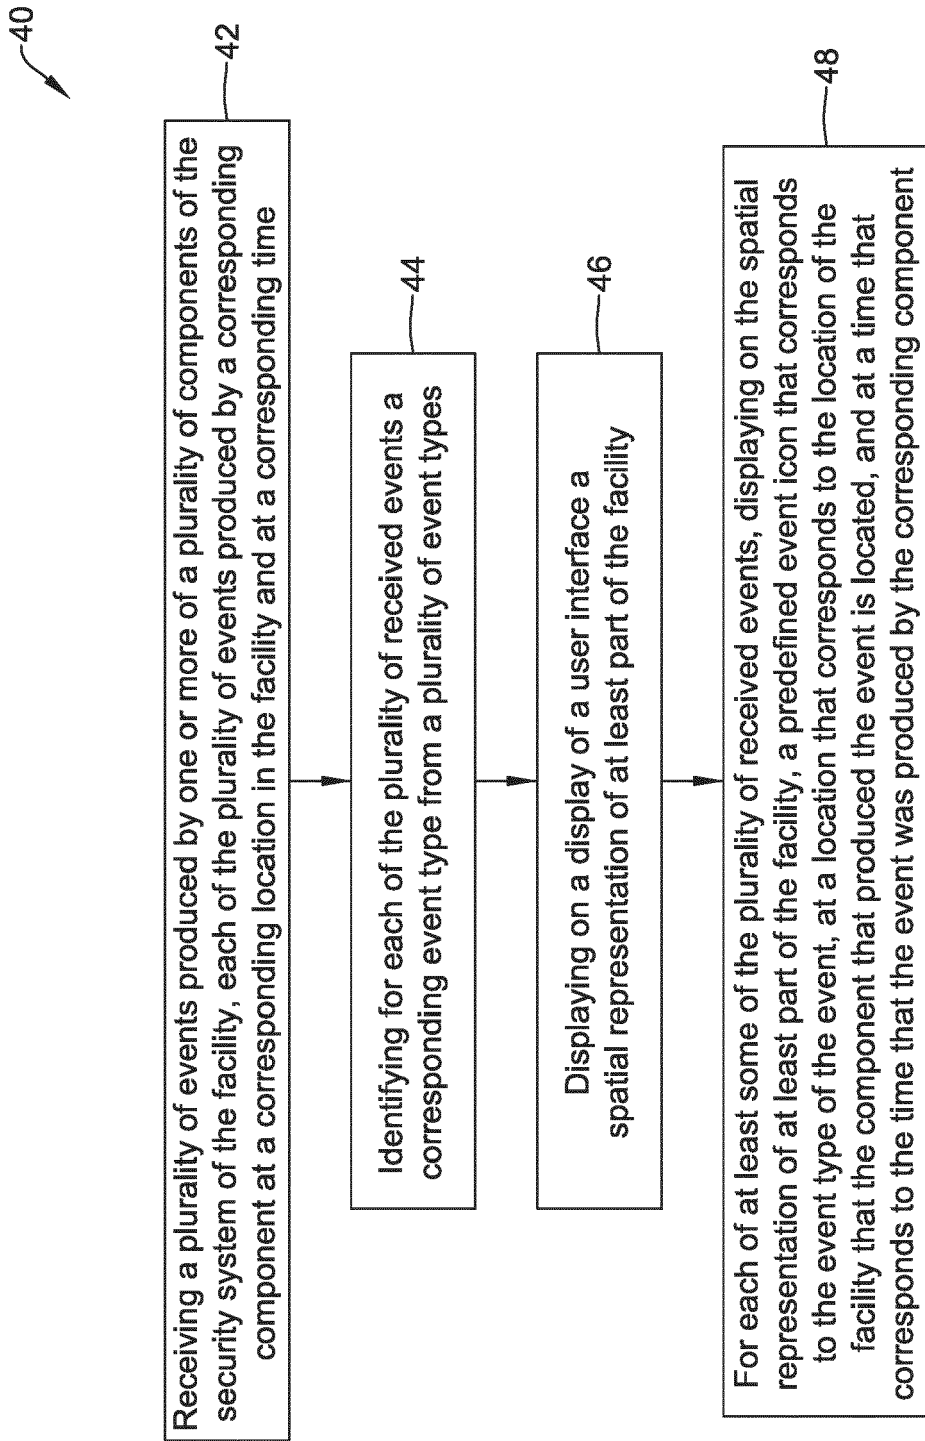 40
42
Receiving a plurality of events produced by one or more of a plurality of components of the
security system of the facility, each of the plurality of events produced by a corresponding
component at a corresponding location in the facility and at a corresponding time
44
Identifying for each of the plurality of received events a
corresponding event type from a plurality of event types
46
Displaying on a display of a user interface a
spatial representation of at least part of the facility
48
For each of at least some of the plurality of received events, displaying on the spatial
representation of at least part of the facility, a predefined event icon that corresponds
to the event type of the event, at a location that corresponds to the location of the
facility that the component that produced the event is located, and at a time that
corresponds to the time that the event was produced by the corresponding component